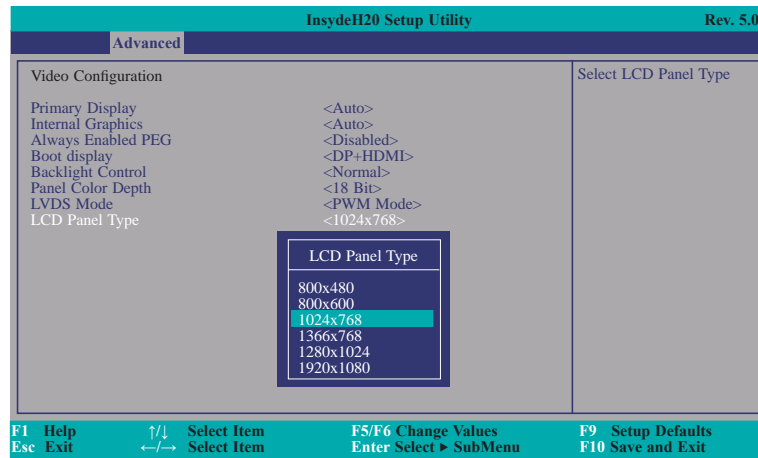 InsydeH20 Setup Utility Rev. 5.0
Advanced
Video Configuration
Select LCD Panel Type
Primary Display <Auto>
Internal Graphics <Auto>
Always Enabled PEG <Disabled>
Boot display <DP+HDMI>
Backlight Control <Normal>
Panel Color Depth <18 Bit>
LVDS Mode <PWM Mode>
LCD Panel Type <1024x768>
LCD Panel Type
800x480
800x600
1024x768
1366x768
1280x1024
1920x1080
F1 Help ↑/↓ Select Item F5/F6 Change Values F9 Setup Defaults
Esc Exit ←/→ Select Item Enter Select ► SubMenu F10 Save and Exit